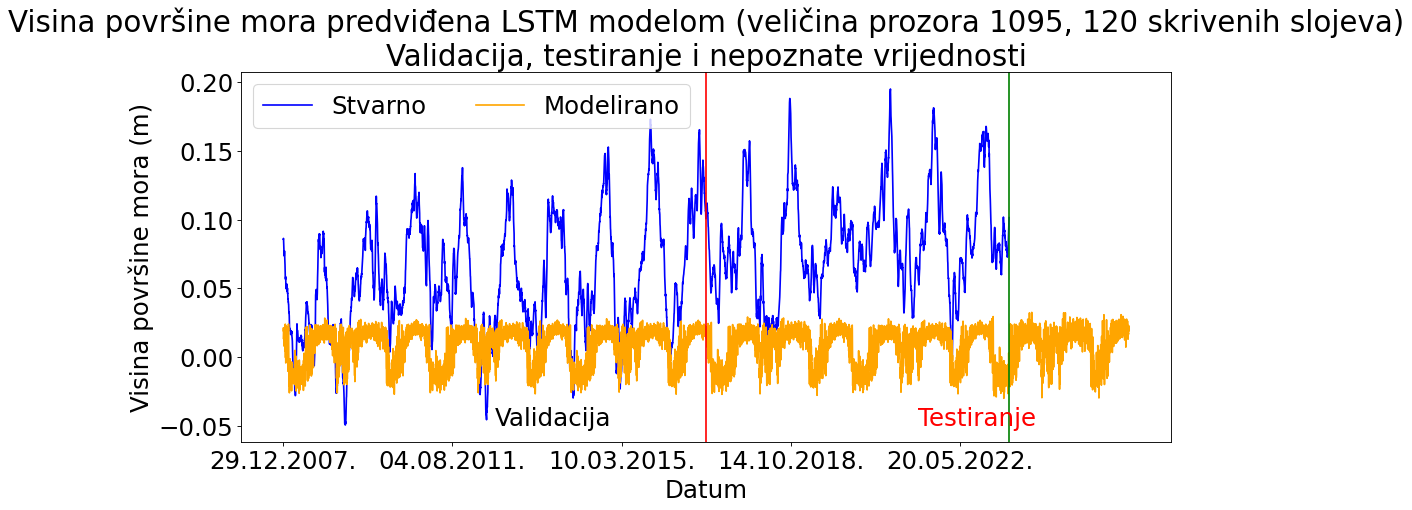 Visina površine mora predviđena LSTM modelom (veličina prozora 1095, 120 skrivenih slojeva)
Validacija, testiranje i nepoznate vrijednosti
Stvarno
Modelirano
Visina površine mora (m)
0.20
0.15
0.10
0.05
0.00
−0.05
Validacija
Testiranje
29.12.2007.
04.08.2011.
10.03.2015.
14.10.2018.
20.05.2022.
Datum